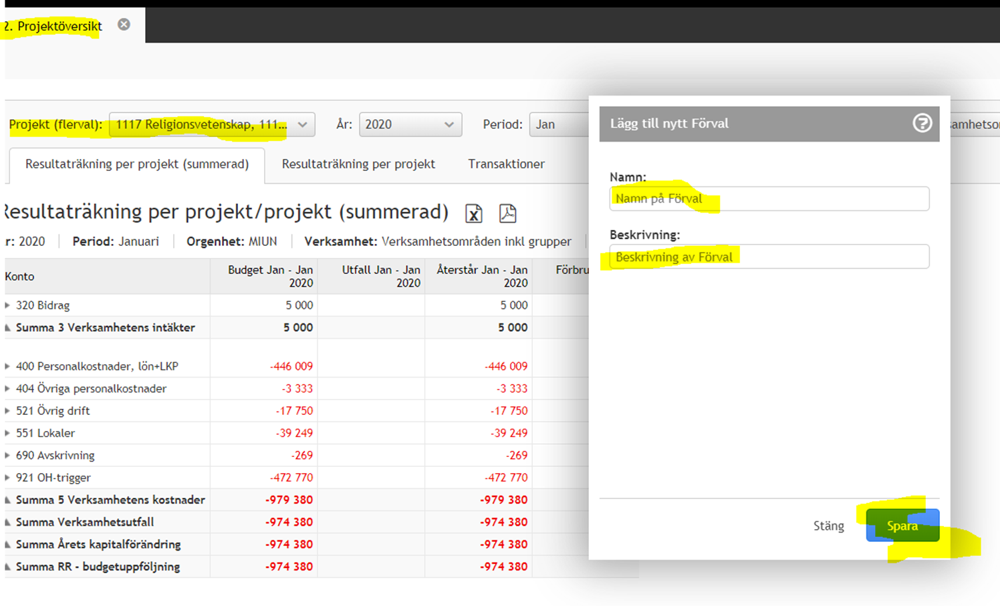 2. Projektöversikt
Projekt (flerval): 1117 Religionsvetenskap, 111... År: 2020 Period: Jan
Resultaträkning per projekt (summerad) Resultaträkning per projekt Transaktioner
Resultaträkning per projekt/projekt (summerad)
r: 2020 Period: Januari Orgenhet: MIUN Verksamhet: Verksamhetsområden inkl grupper
Konto Budget Jan - Jan 2020 Utfall Jan - Jan 2020 Återstår Jan - Jan 2020 Förbru
320 Bidrag 5 000 5 000
Summa 3 Verksamhetens intäkter 5 000 5 000
400 Personalkostnader, lön+LKP -446 009 -446 009
404 Övriga personalkostnader -3 333 -3 333
521 Övrig drift -17 750 -17 750
551 Lokaler -39 249 -39 249
690 Avskrivning -269 -269
921 OH-trigger -472 770 -472 770
Summa 5 Verksamhetens kostnader -979 380 -979 380
Summa Verksamhetsutfall -974 380 -974 380
Summa Årets kapitalförändring -974 380 -974 380
Summa RR - budgetuppföljning -974 380 -974 380
Lägg till nytt Förval
Namn:
Namn på Förval
Beskrivning:
Beskrivning av Förval
Stäng Spara
samhetsor